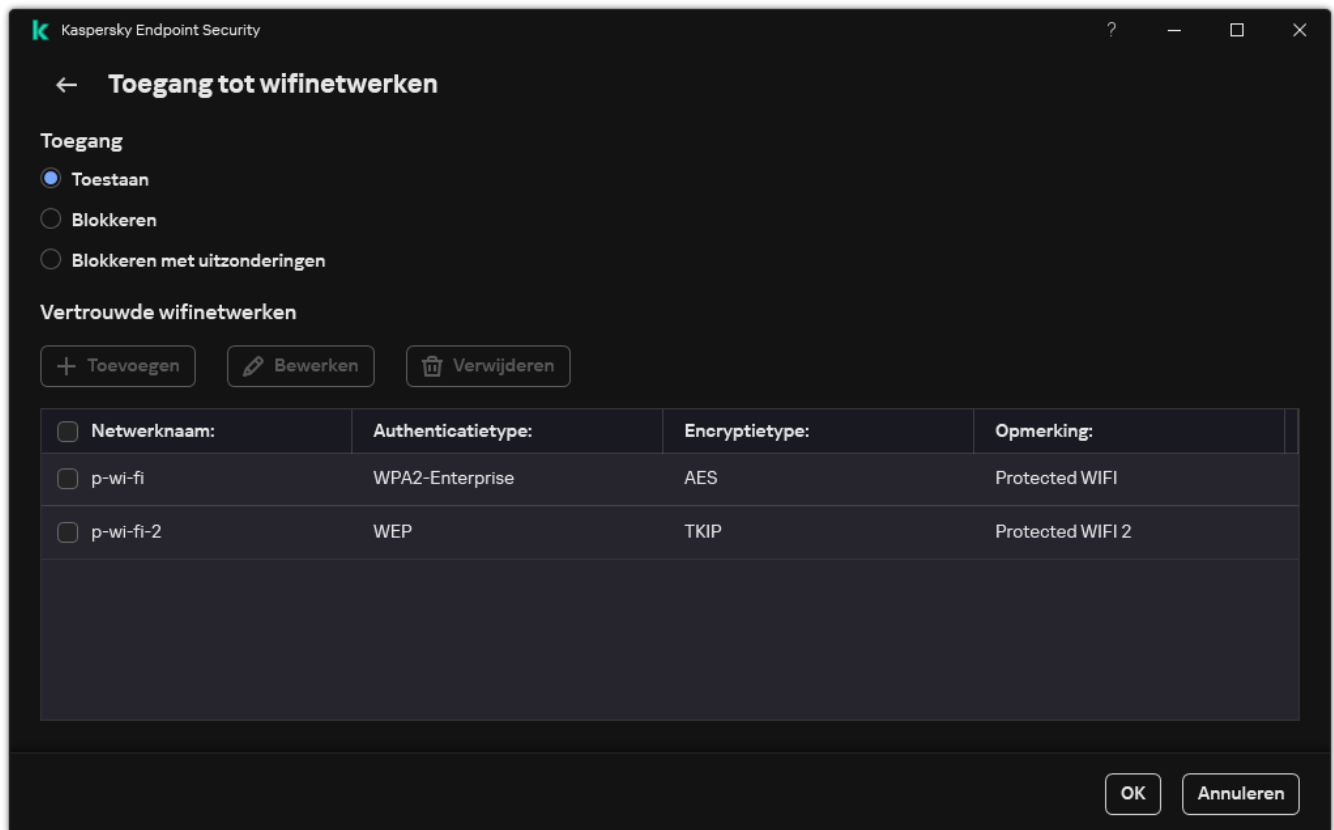 Kaspersky Endpoint Security
?
Toegang tot wifinetwerken
Toegang
Toestaan
Blokkeren
Blokkeren met uitzonderingen
Vertrouwde wifinetwerken
Toevoegen Bewerken Verwijderen
Netwerknaam: Authenticatietype: Encryptietype: Opmerking:
p-wi-fi WPA2-Enterprise AES Protected WIFI
p-wi-fi-2 WEP TKIP Protected WIFI 2
OK Annuleren